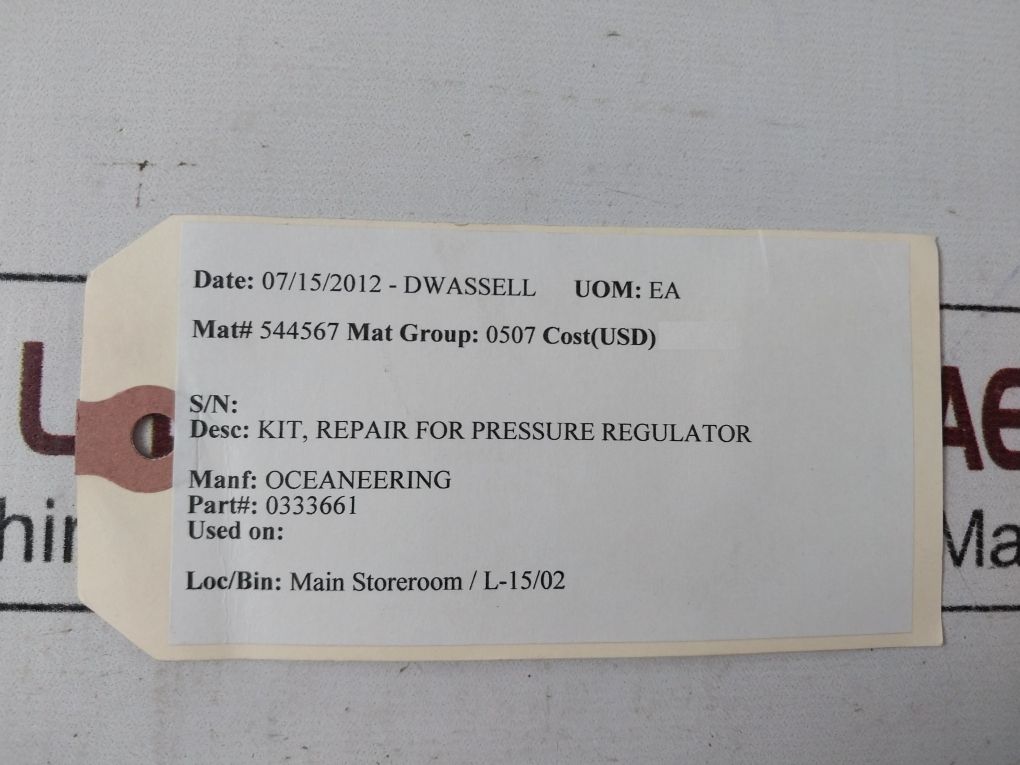 Date: 07/15/2012 - DWASSELL UOM: EA
Mat# 544567 Mat Group: 0507 Cost(USD)
S/N:
Desc: KIT, REPAIR FOR PRESSURE REGULATOR
Manf: OCEANEERING
Part#: 0333661
Used on:
Loc/Bin: Main Storeroom / L-15/02